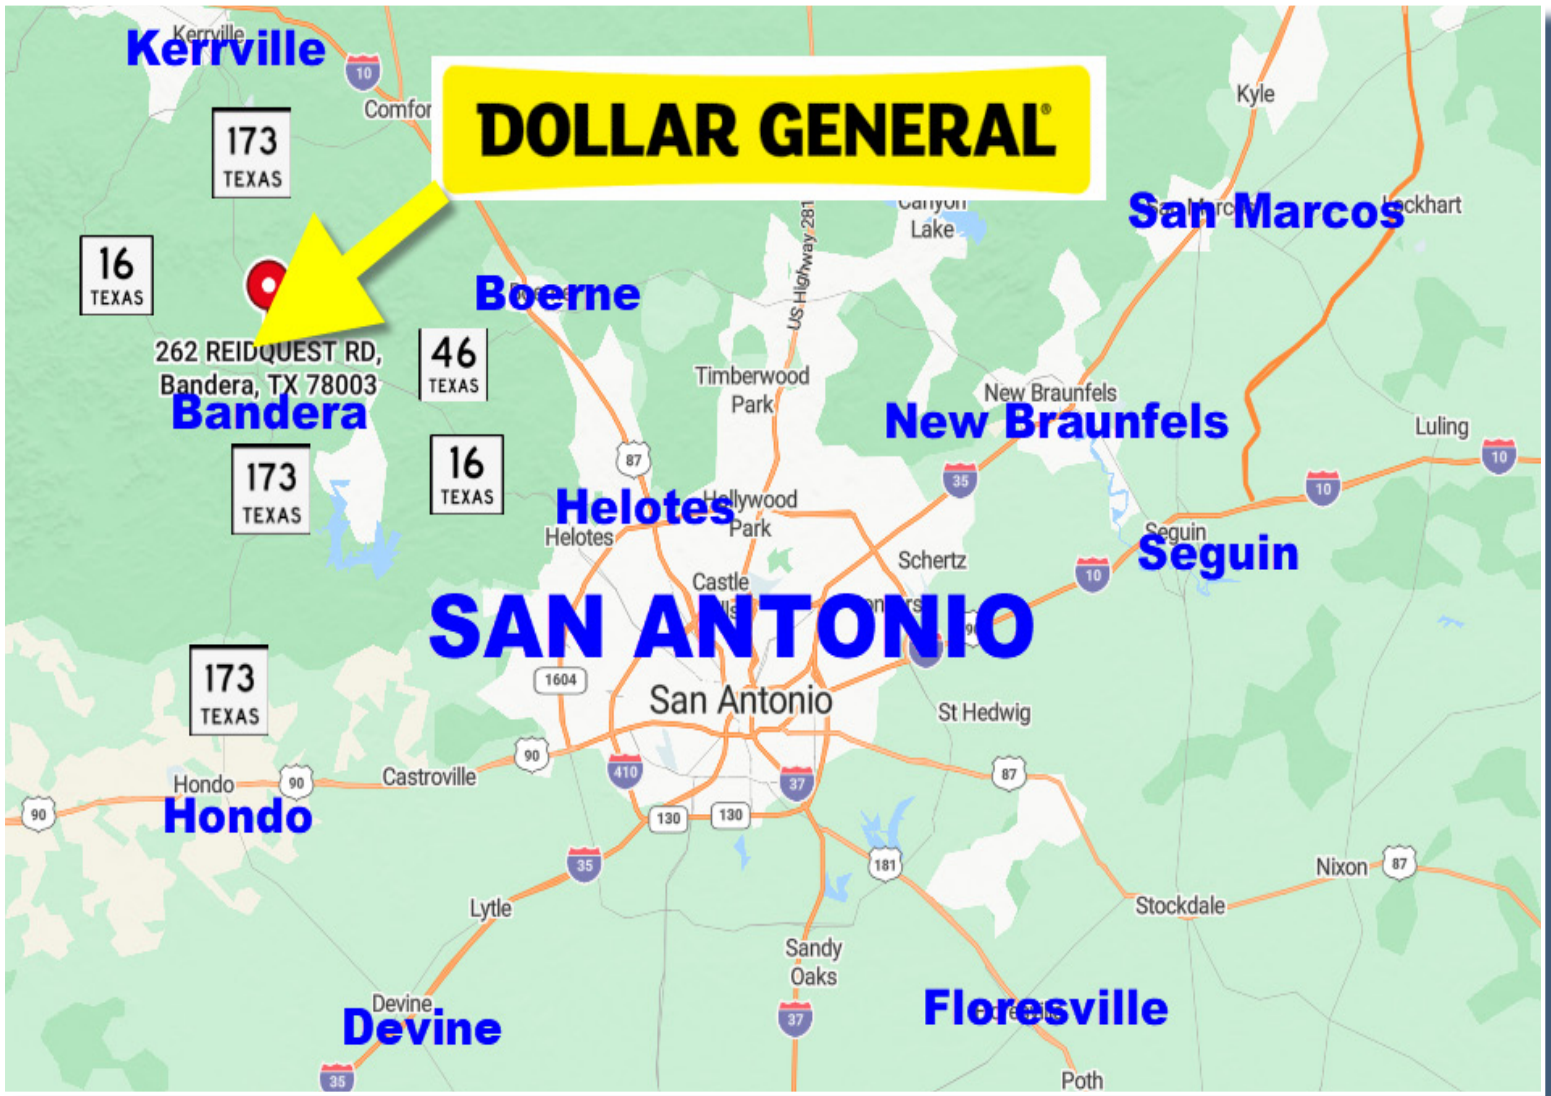 Kerrville
Kerrville
10
Comfor
173
TEXAS
DOLLAR GENERAL®
Kyle
San Marcos
Lockhart
Canyon
Lake
US Highway 281
16
TEXAS
Boerne
262 REIDQUEST RD,
Bandera, TX 78003
Bandera
46
TEXAS
Timberwood
Park
New Braunfels
New Braunfels
Luling
87
35
10
10
173
TEXAS
16
TEXAS
Helotes
Hollywood
Park
Helotes
Schertz
Seguin
Seguin
10
Castle
SAN ANTONIO
90
173
TEXAS
1604
San Antonio
St Hedwig
90
87
Hondo
90
Castroville
410
37
90
Hondo
130
130
35
181
Nixon
87
Lytle
Stockdale
Sandy
Oaks
Devine
Devine
37
Floresville
35
Poth